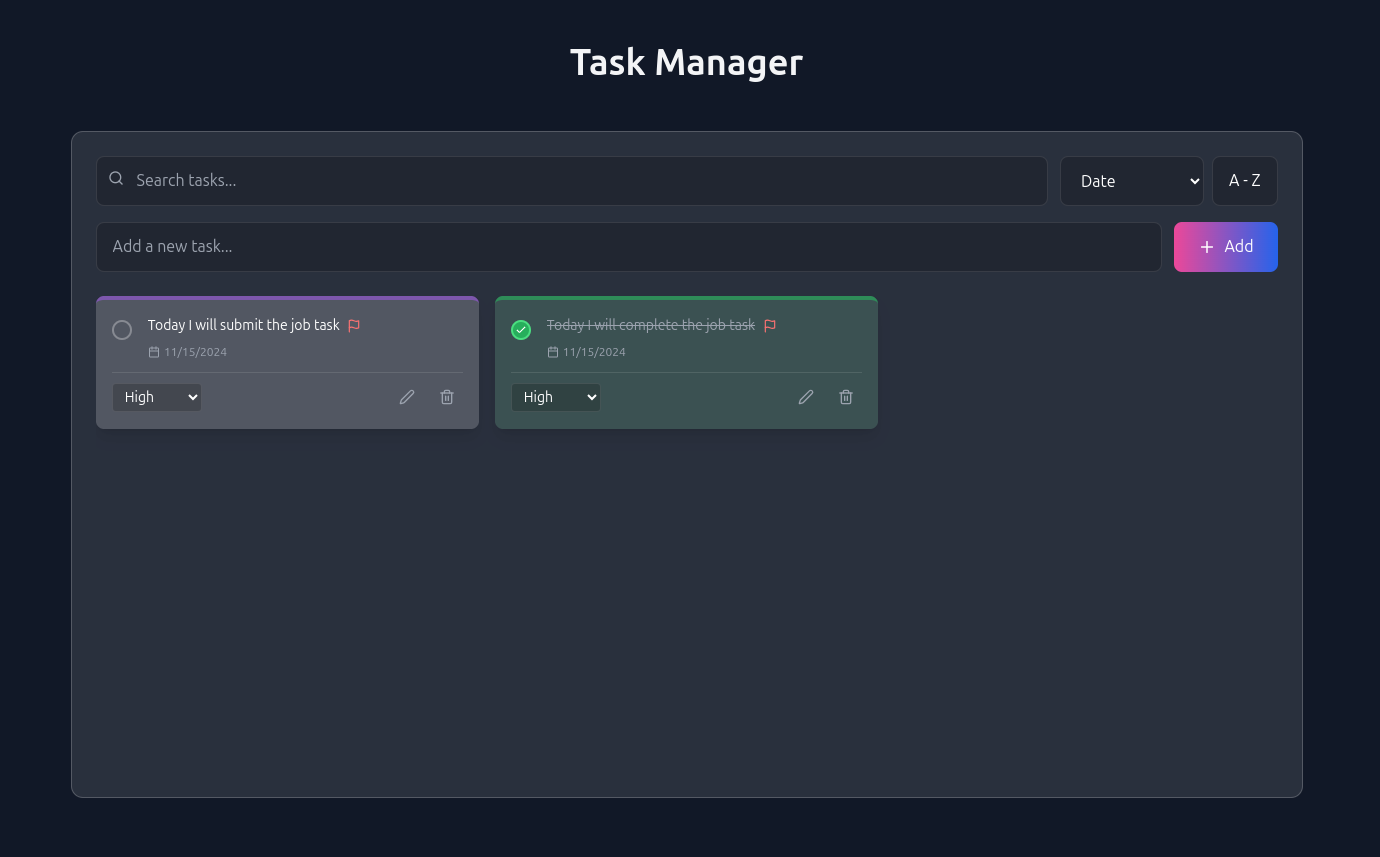 Task Manager
Search tasks...
Date
A - Z
Add a new task...
Add
Today I will submit the job task
11/15/2024
High
Today I will complete the job task
11/15/2024
High